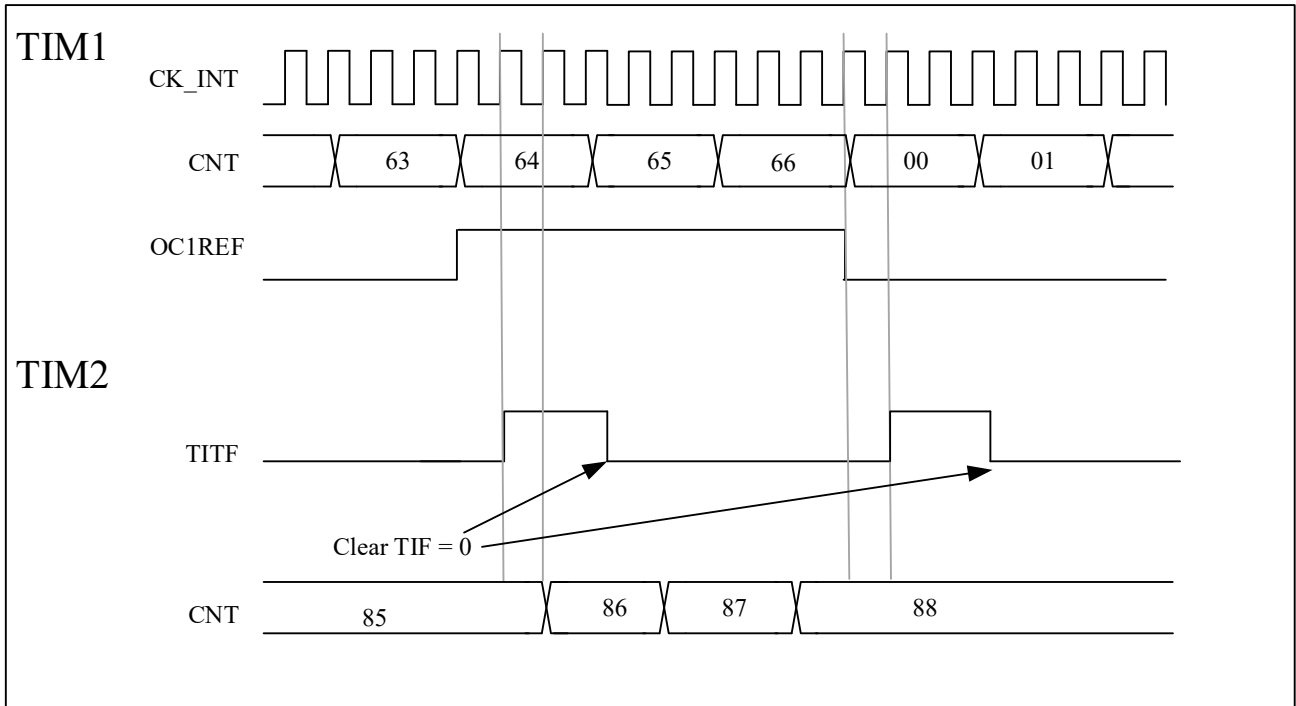 TIM1
CK_INT
CNT
63 64 65 66 00 01
OC1REF
TIM2
TITF
Clear TIF = 0
CNT
85 86 87 88